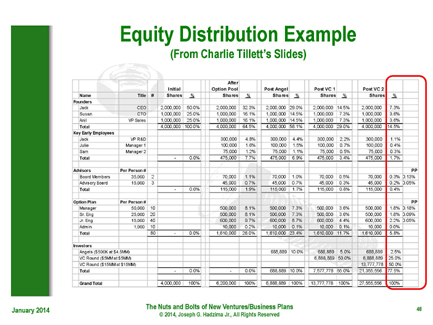 Equity Distribution Example
(From Charlie Tillett's Slides)
After
Initial Option Pool Post Angel Post VC 1 Post VC 2
Name Title # Shares % Shares % Shares % Shares % Shares %
Founders
Jack CEO 2,000,000 50.0% 2,000,000 32.3% 2,000,000 29.0% 2,000,000 14.5% 2,000,000 7.3%
Susan CTO 1,000,000 25.0% 1,000,000 16.1% 1,000,000 14.5% 1,000,000 7.3% 1,000,000 3.6%
VP Sales 1,000,000 25.0% 1,000,000 16.1% 1,000,000 14.5% 1,000,000 7.3% 1,000,000 3.6%
Total 4,000,000 100.0% 4,000,000 64.5% 4,000,000 58.1% 4,000,000 29.0% 4,000,000 14.5%
Key Early Employees
Jack VP R&D 300,000 4.8% 300,000 4.4% 300,000 2.2% 300,000 1.1%
Julie Manager 1 100,000 1.6% 100,000 1.5% 100,000 0.7% 100,000 0.4%
Sam Manager 2 75,000 1.2% 75,000 1.1% 75,000 0.5% 75,000 0.3%
Total - 0.0% 475,000 7.7% 475,000 6.9% 475,000 3.4% 475,000 1.7%
Advisors Per Person # PP
Board Members 2 70,000 1.1% 70,000 1.0% 70,000 0.5% 70,000 0.3% 0.13%
Advisory Board 15,000 3 45,000 0.7% 45,000 0.7% 45,000 0.3% 45,000 0.2% 0.05%
Total - 0.0% 115,000 1.9% 115,000 1.7% 115,000 0.8% 115,000 0.4%
Option Plan Per Person # PP
Manager 50,000 10 500,000 8.1% 500,000 7.3% 500,000 3.6% 500,000 1.8% 0.18%
Sr. Eng 20,000 500,000 8.1% 500,000 7.3% 500,000 3.6% 500,000 1.8%
Jr. Eng 15,000 40 600,000 9.7% 600,000 8.7% 600,000 4.4% 600,000 2.2% 0.05%
Admin 1,000 10 10,000 0.2% 10,000 0.1% 10,000 0.1% 10,000 0.0%
Total - 0.0% 1,610,000 26.0% 1,610,000 23.4% 1,610,000 11.7% 1,610,000 5.8%
Investors
Angels 688,889 10.0% 688,889 5.0% 688,889 2.5%
VC Round 6,888,889 50.0% 6,888,889 25.0%
VC Round 13,777,778 50.0%
Total - 0.0% - 0.0% 688,889 10.0% 7,577,778 55.0% 21,355,556 77.5%
Grand Total 4,000,000 100% 6,200,000 100% 6,888,889 100% 13,777,778 100% 27,555,556 100%
January 2014
The Nuts and Bolts of New Ventures/Business Plans
© 2014, Joseph G. Hadzima Jr., All Rights Reserved
48